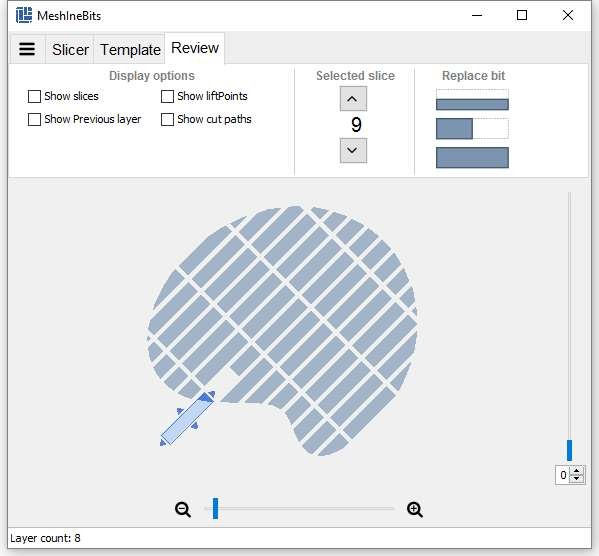 MeshIneBits
Slicer Template Review
Display options Selected slice Replace bit
Show slices Show liftPoints
Show Previous layer Show cut paths
9
0
Layer count: 8